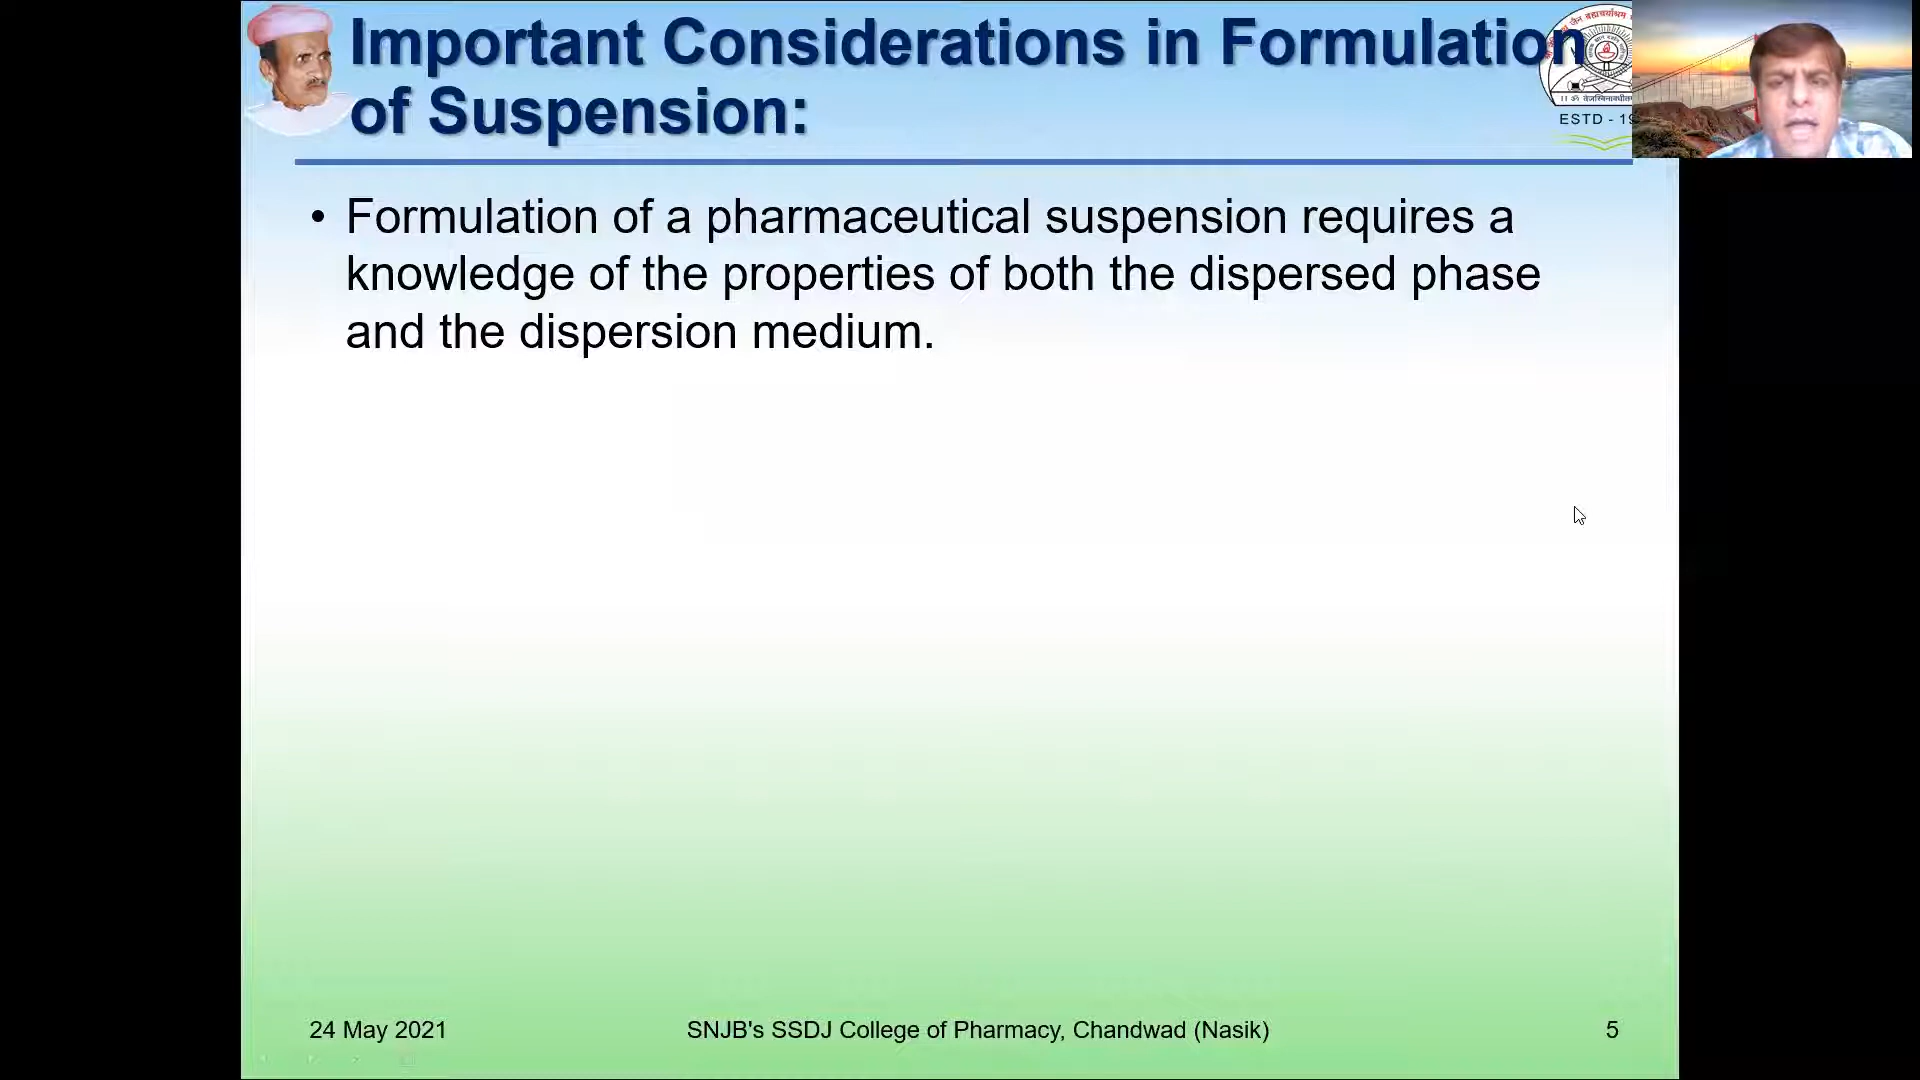 Important Considerations in Formulation
of Suspension:
ESTD - 19
• Formulation of a pharmaceutical suspension requires a
knowledge of the properties of both the dispersed phase
and the dispersion medium.
24 May 2021
SNJB's SSDJ College of Pharmacy, Chandwad (Nasik)
5